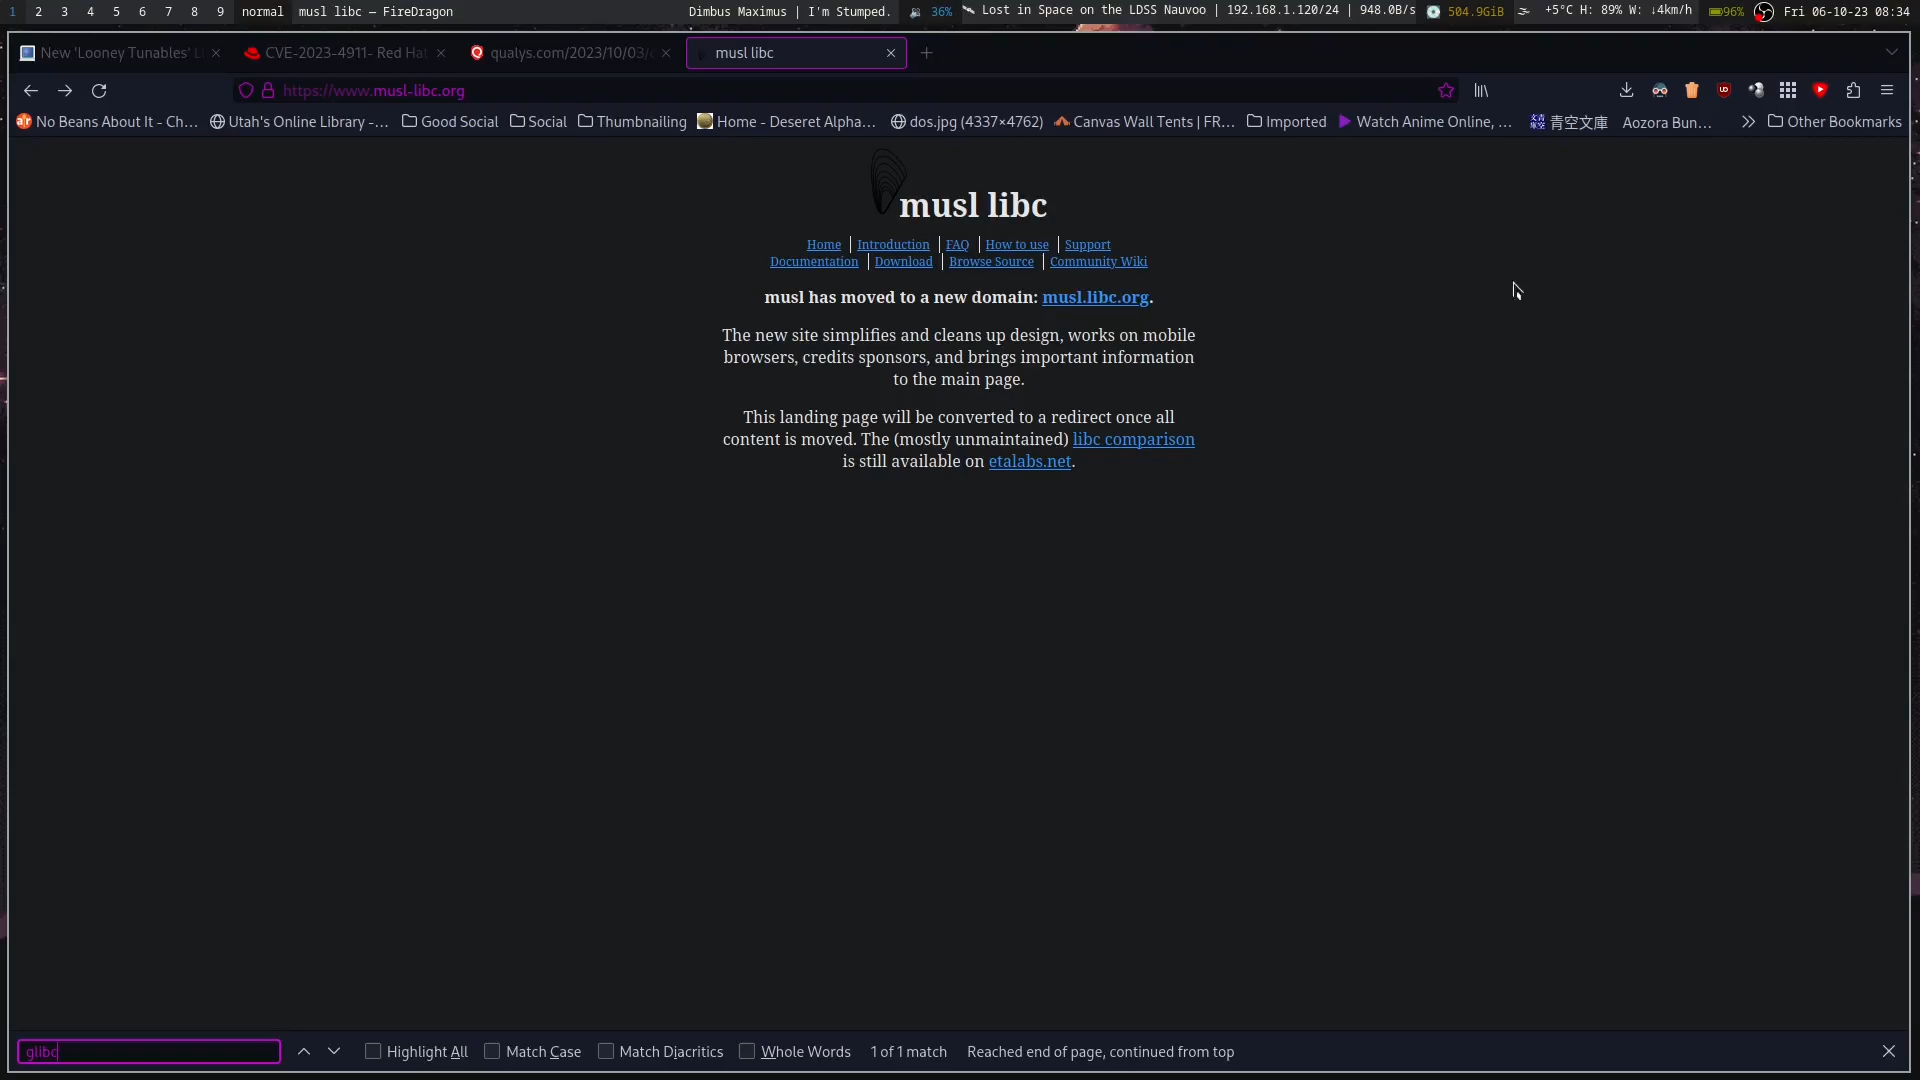 1 2 3 4 5 6 7 8 9 normal musl libc — FireDragon Dimbus Maximus | I'm Stumped. 36% Lost in Space on the LDSS Nauvoo | 192.168.1.120/24 | 948.0B/s 504.9GiB +5°C H: 89% W: ↓4km/h 96% Fri 06-10-23 08:34
New 'Looney Tunables' L CVE-2023-4911- Red Hat qualys.com/2023/10/03/c musl libc
https://www.musl-libc.org
No Beans About It - Ch… Utah's Online Library -… Good Social Social Thumbnailing Home - Deseret Alpha… dos.jpg (4337×4762) Canvas Wall Tents | FR… Imported Watch Anime Online, … 青空文庫 Aozora Bun… Other Bookmarks
musl libc
Home | Introduction | FAQ | How to use | Support
Documentation | Download | Browse Source | Community Wiki
musl has moved to a new domain: musl.libc.org.
The new site simplifies and cleans up design, works on mobile
browsers, credits sponsors, and brings important information
to the main page.
This landing page will be converted to a redirect once all
content is moved. The (mostly unmaintained) libc comparison
is still available on etalabs.net.
glibc Highlight All Match Case Match Diacritics Whole Words 1 of 1 match Reached end of page, continued from top